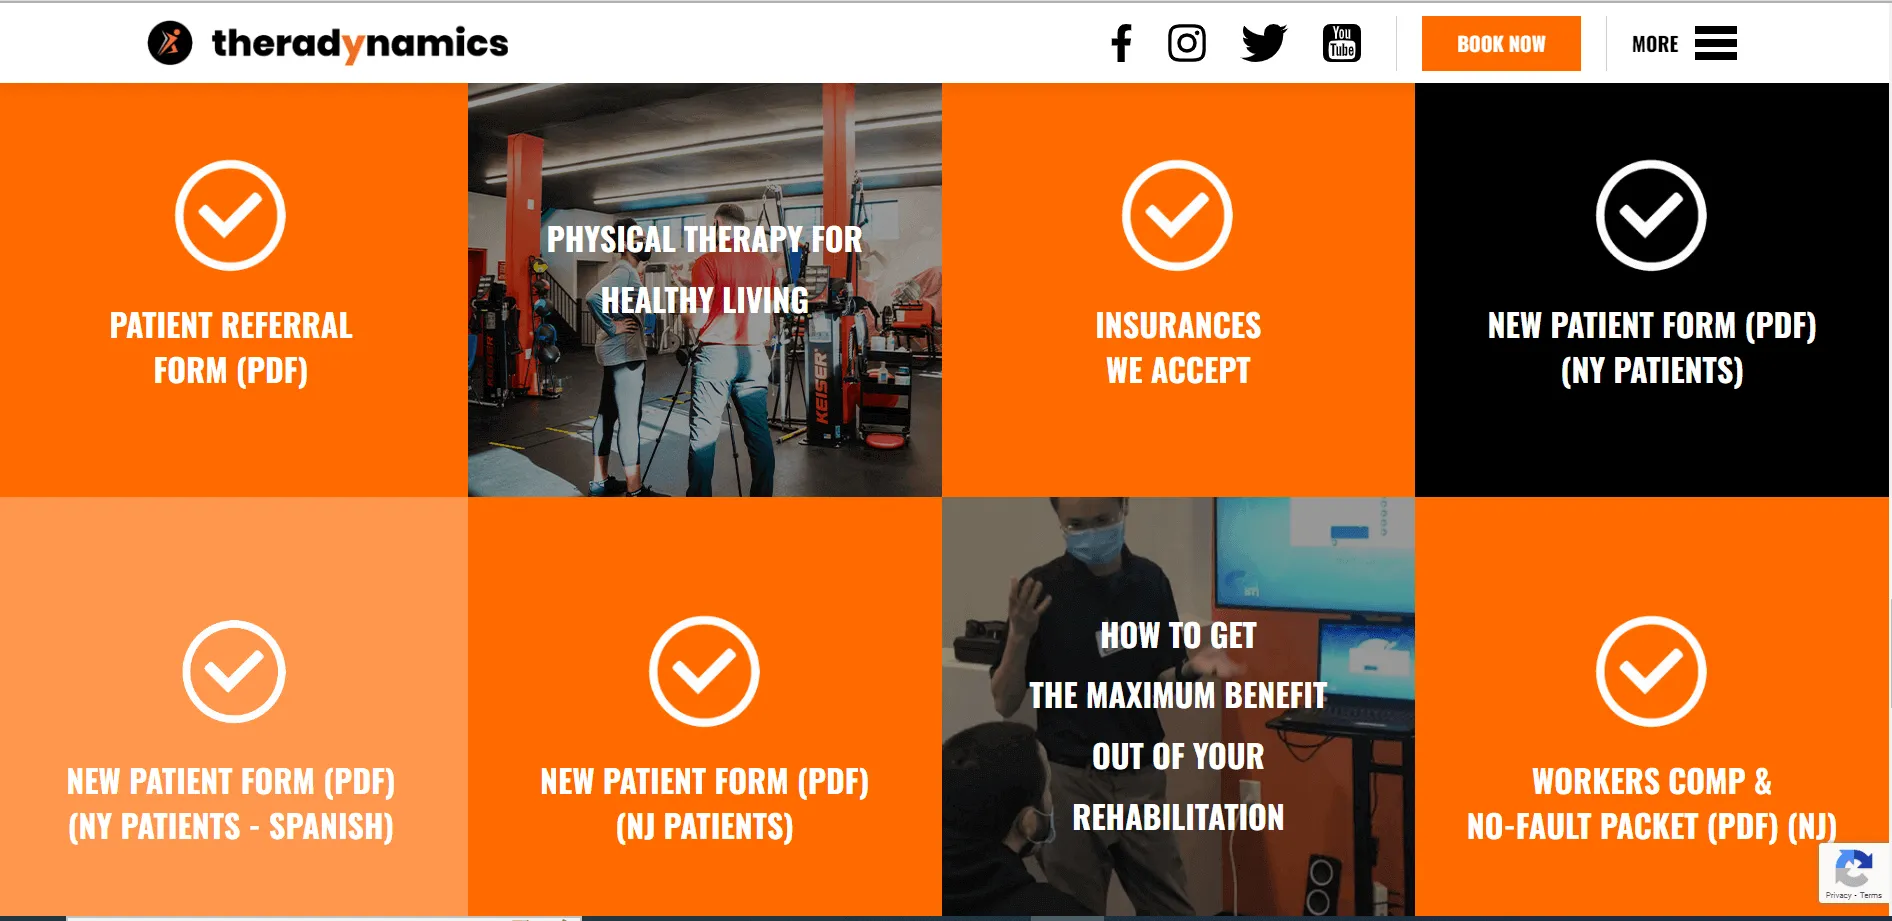 theradynamics
You
Tube
BOOK NOW
MORE
PATIENT REFERRAL
FORM (PDF)
PHYSICAL THERAPY FOR
HEALTHY LIVING
KEISER
INSURANCES
WE ACCEPT
NEW PATIENT FORM (PDF)
(NY PATIENTS)
NEW PATIENT FORM (PDF)
(NY PATIENTS - SPANISH)
NEW PATIENT FORM (PDF)
(NJ PATIENTS)
HOW TO GET
THE MAXIMUM BENEFIT
OUT OF YOUR
REHABILITATION
WORKERS COMP &
NO-FAULT PACKET (PDF) (NJ)
Privacy - Terms